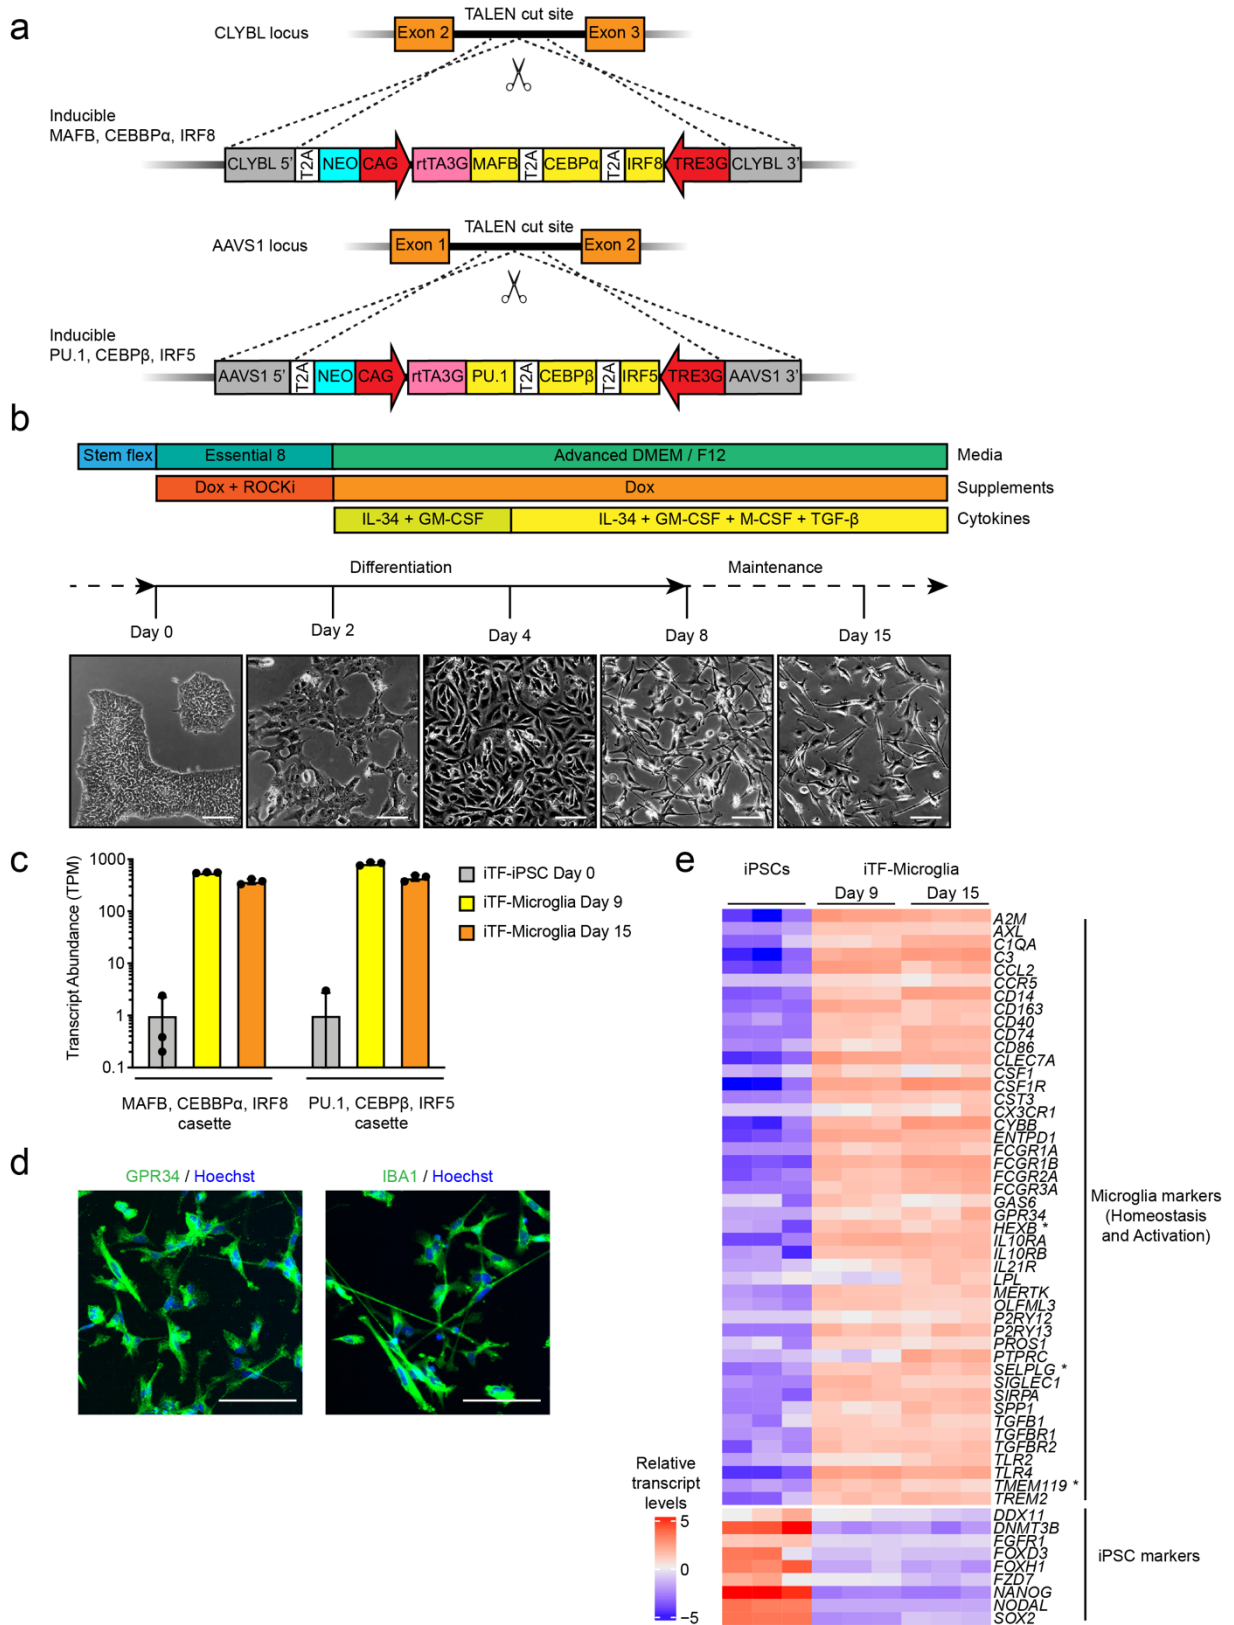 a
CLYBL locus
Exon 2
TALEN cut site
Exon 3
Inducible
MAFB, CEBBPα, IRF8
CLYBL 5'
T2A
NEO
CAG
rtTA3G
MAFB
T2A
CEBPα
T2A
IRF8
TRE3G
CLYBL 3'
AAVS1 locus
Exon 1
TALEN cut site
Exon 2
Inducible
PU.1, CEBPβ, IRF5
AAVS1 5'
T2A
NEO
CAG
rtTA3G
PU.1
T2A
CEBPβ
T2A
IRF5
TRE3G
AAVS1 3'
b
Stem flex
Essential 8
Advanced DMEM / F12
Media
Dox + ROCKi
Dox
Supplements
IL-34 + GM-CSF
IL-34 + GM-CSF + M-CSF + TGF-β
Cytokines
Differentiation
Maintenance
Day 0
Day 2
Day 4
Day 8
Day 15
c
Transcript Abundance (TPM)
1000
100
10
1
0.1
MAFB, CEBBPα, IRF8
casette
PU.1, CEBPβ, IRF5
casette
iTF-iPSC Day 0
iTF-Microglia Day 9
iTF-Microglia Day 15
d
GPR34 / Hoechst
IBA1 / Hoechst
e
iPSCs
iTF-Microglia
Day 9
Day 15
A2M
AXL
C1QA
C3
CCL2
CCR5
CD14
CD163
CD40
CD74
CD86
CLEC7A
CSF1
CSF1R
CST3
CX3CR1
CYBB
ENTPD1
FCGR1A
FCGR1B
FCGR2A
FCGR3A
GAS6
GPR34
HEXB *
IL10RA
IL10RB
IL21R
LPL
MERTK
OLFML3
P2RY12
P2RY13
PROS1
PTPRC
SELPLG *
SIGLEC1
SIRPA
SPP1
TGFB1
TGFBR1
TGFBR2
TLR2
TLR4
TMEM119 *
TREM2
Microglia markers
(Homeostasis
and Activation)
DDX11
DNMT3B
FGFR1
FOXD3
FOXH1
FZD7
NANOG
NODAL
SOX2
iPSC markers
Relative
transcript
levels
5
0
−5